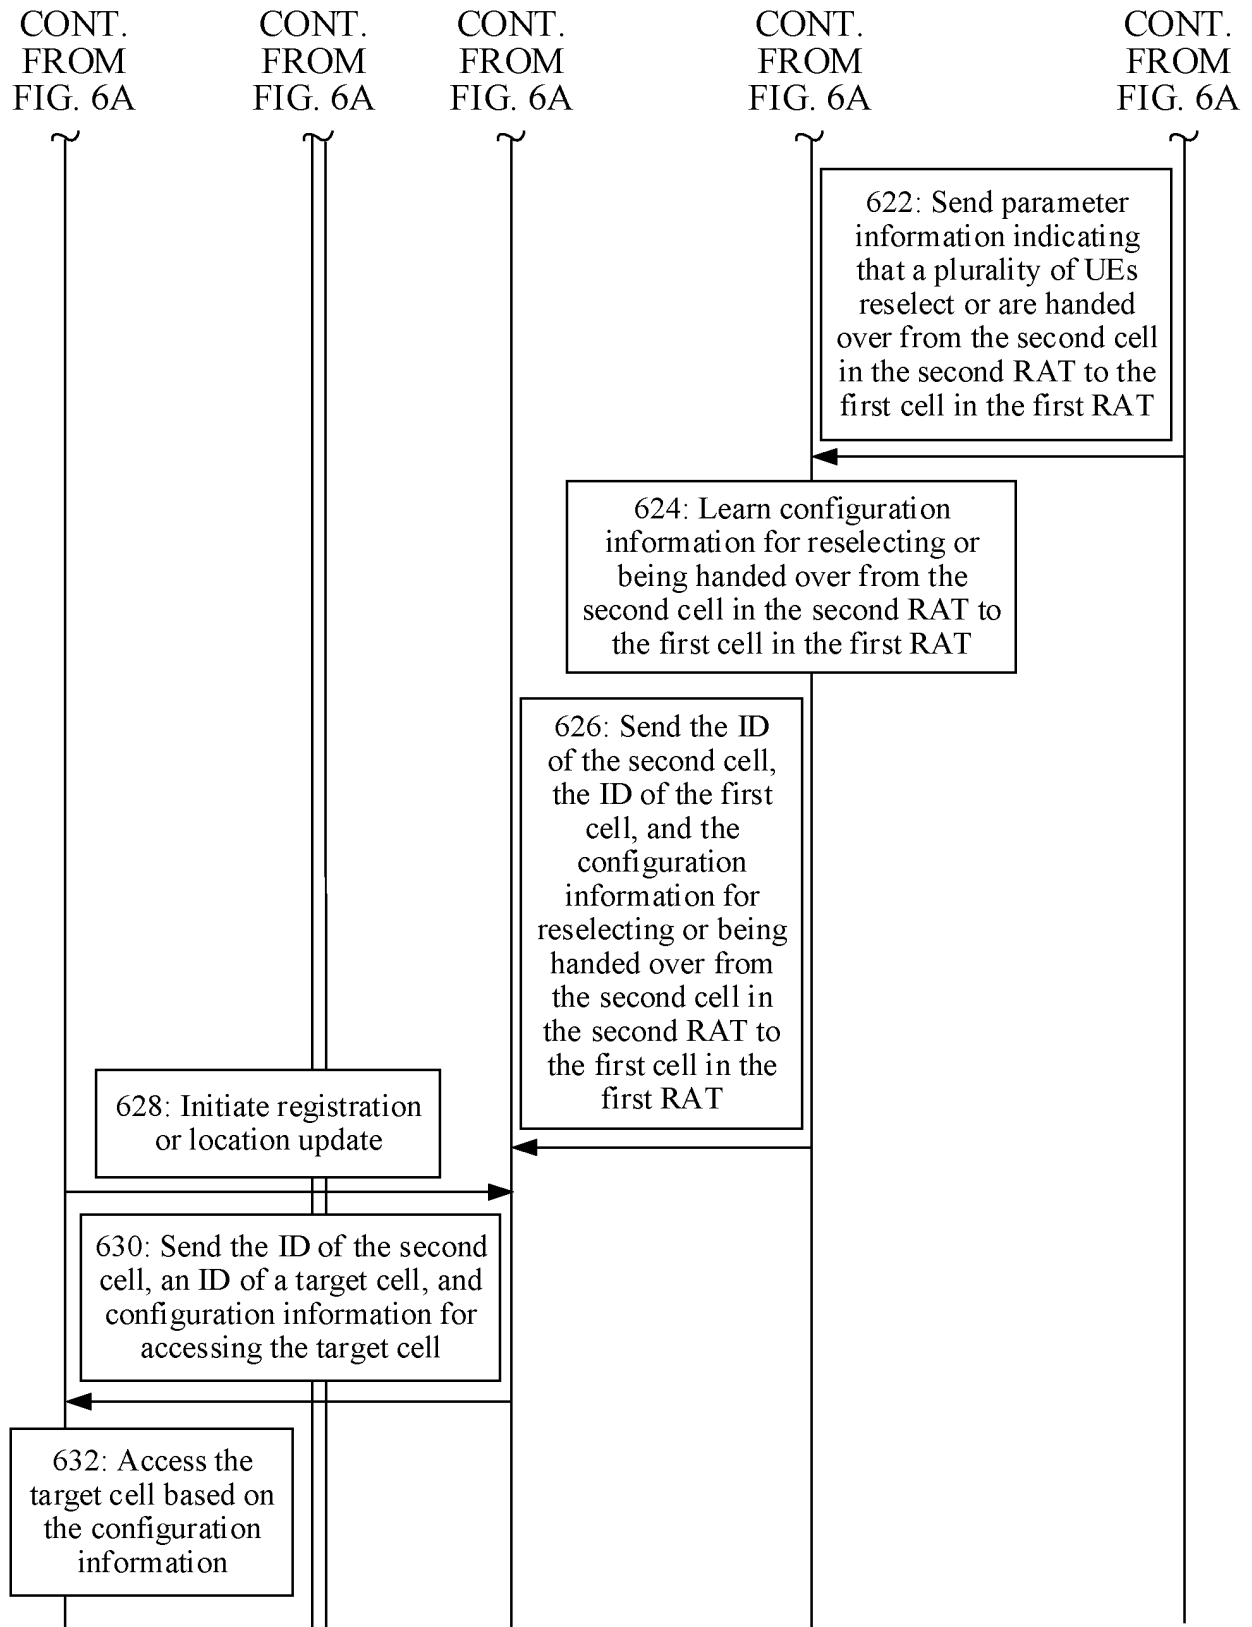 CONT.
FROM
FIG. 6A
CONT.
FROM
FIG. 6A
CONT.
FROM
FIG. 6A
CONT.
FROM
FIG. 6A
CONT.
FROM
FIG. 6A
622: Send parameter
information indicating
that a plurality of UEs
reselect or are handed
over from the second cell
in the second RAT to the
first cell in the first RAT
624: Learn configuration
information for reselecting or
being handed over from the
second cell in the second RAT to
the first cell in the first RAT
626: Send the ID
of the second cell,
the ID of the first
cell, and the
configuration
information for
reselecting or being
handed over from
the second cell in
the second RAT to
the first cell in the
first RAT
628: Initiate registration
or location update
630: Send the ID of the second
cell, an ID of a target cell, and
configuration information for
accessing the target cell
632: Access the
target cell based on
the configuration
information